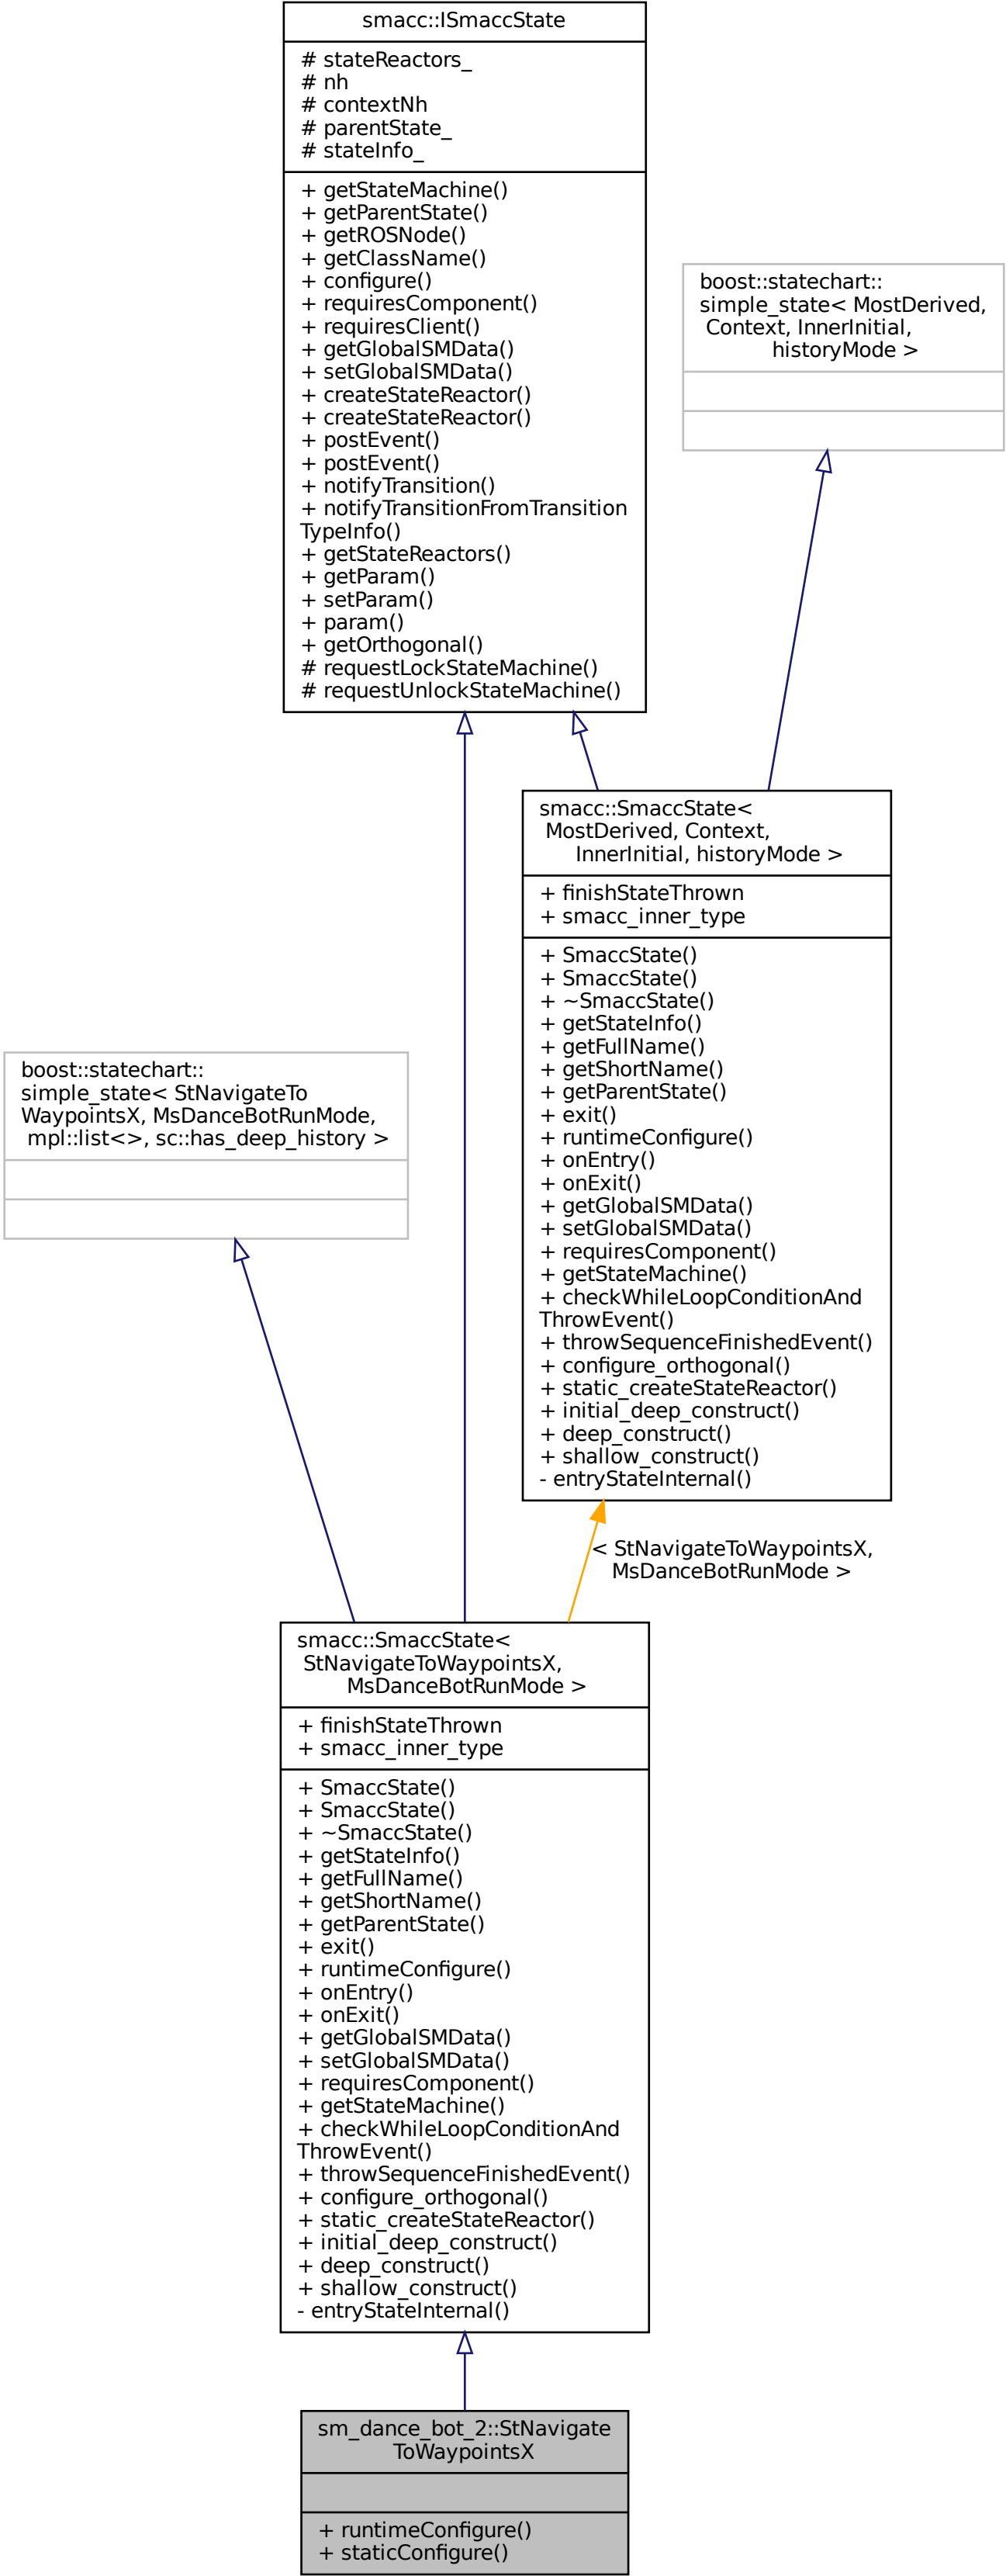 smacc::ISmaccState
# stateReactors_
# nh
# contextNh
# parentState_
# stateInfo_
+ getStateMachine()
+ getParentState()
+ getROSNode()
+ getClassName()
+ configure()
+ requiresComponent()
+ requiresClient()
+ getGlobalSMData()
+ setGlobalSMData()
+ createStateReactor()
+ createStateReactor()
+ postEvent()
+ postEvent()
+ notifyTransition()
+ notifyTransitionFromTransition
TypeInfo()
+ getStateReactors()
+ getParam()
+ setParam()
+ param()
+ getOrthogonal()
# requestLockStateMachine()
# requestUnlockStateMachine()
boost::statechart::
simple_state< MostDerived,
Context, InnerInitial,
historyMode >
smacc::SmaccState<
MostDerived, Context,
InnerInitial, historyMode >
+ finishStateThrown
+ smacc_inner_type
+ SmaccState()
+ SmaccState()
+ ~SmaccState()
+ getStateInfo()
+ getFullName()
+ getShortName()
+ getParentState()
+ exit()
+ runtimeConfigure()
+ onEntry()
+ onExit()
+ getGlobalSMData()
+ setGlobalSMData()
+ requiresComponent()
+ getStateMachine()
+ checkWhileLoopConditionAnd
ThrowEvent()
+ throwSequenceFinishedEvent()
+ configure_orthogonal()
+ static_createStateReactor()
+ initial_deep_construct()
+ deep_construct()
+ shallow_construct()
- entryStateInternal()
boost::statechart::
simple_state< StNavigateTo
WaypointsX, MsDanceBotRunMode,
mpl::list<>, sc::has_deep_history >
< StNavigateToWaypointsX,
MsDanceBotRunMode >
smacc::SmaccState<
StNavigateToWaypointsX,
MsDanceBotRunMode >
+ finishStateThrown
+ smacc_inner_type
+ SmaccState()
+ SmaccState()
+ ~SmaccState()
+ getStateInfo()
+ getFullName()
+ getShortName()
+ getParentState()
+ exit()
+ runtimeConfigure()
+ onEntry()
+ onExit()
+ getGlobalSMData()
+ setGlobalSMData()
+ requiresComponent()
+ getStateMachine()
+ checkWhileLoopConditionAnd
ThrowEvent()
+ throwSequenceFinishedEvent()
+ configure_orthogonal()
+ static_createStateReactor()
+ initial_deep_construct()
+ deep_construct()
+ shallow_construct()
- entryStateInternal()
sm_dance_bot_2::StNavigate
ToWaypointsX
+ runtimeConfigure()
+ staticConfigure()